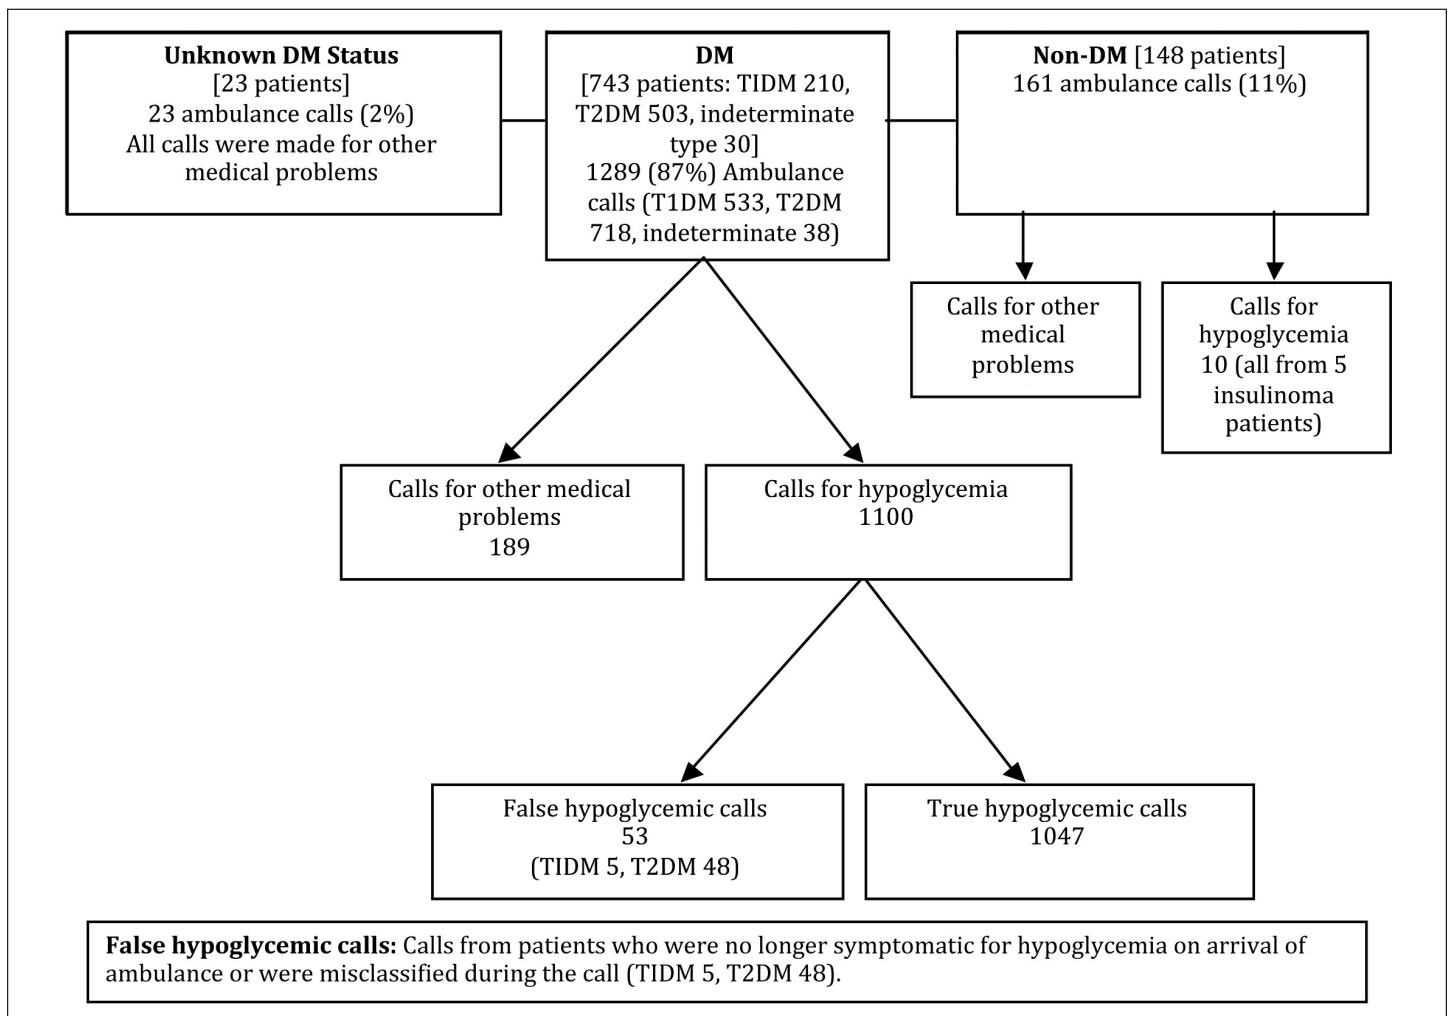 Unknown DM Status
[23 patients]
23 ambulance calls (2%)
All calls were made for other
medical problems
DM
[743 patients: TIDM 210,
T2DM 503, indeterminate
type 30]
1289 (87%) Ambulance
calls (T1DM 533, T2DM
718, indeterminate 38)
Non-DM [148 patients]
161 ambulance calls (11%)
Calls for other
medical
problems
Calls for
hypoglycemia
10 (all from 5
insulinoma
patients)
Calls for other medical
problems
189
Calls for hypoglycemia
1100
False hypoglycemic calls
53
(TIDM 5, T2DM 48)
True hypoglycemic calls
1047
False hypoglycemic calls: Calls from patients who were no longer symptomatic for hypoglycemia on arrival of
ambulance or were misclassified during the call (TIDM 5, T2DM 48).